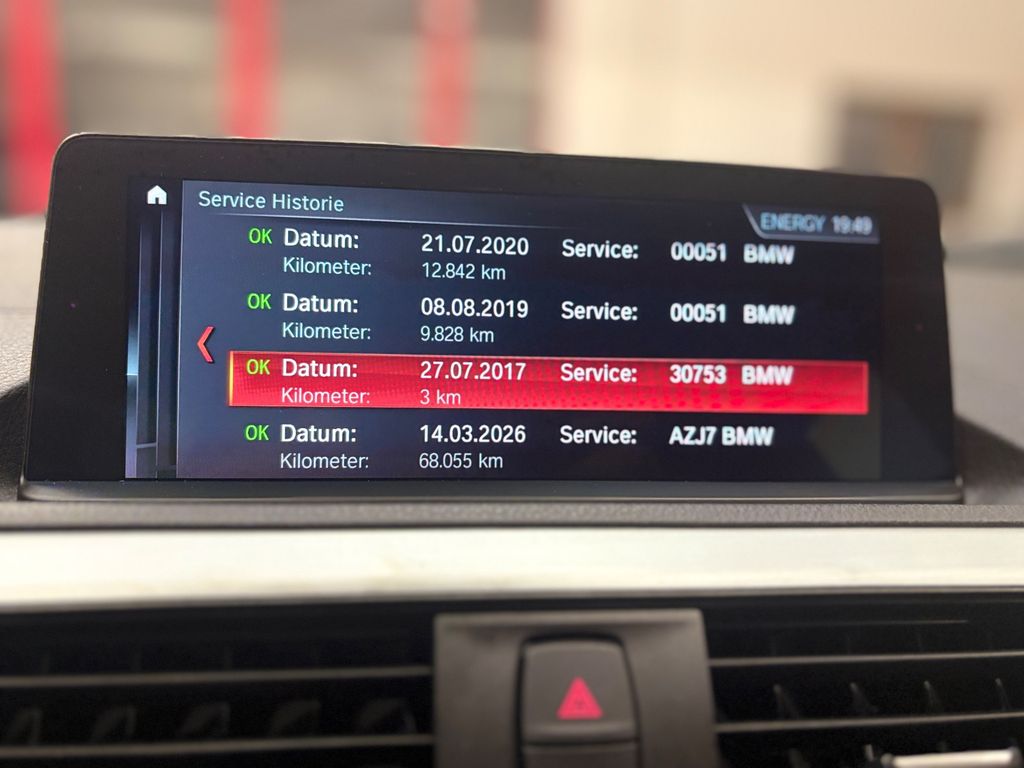 Service Historie
ENERGY 19:49
OK Datum: 21.07.2020 Service: 00051 BMW
Kilometer: 12.842 km
OK Datum: 08.08.2019 Service: 00051 BMW
Kilometer: 9.828 km
OK Datum: 27.07.2017 Service: 30753 BMW
Kilometer: 3 km
OK Datum: 14.03.2026 Service: AZJ7 BMW
Kilometer: 68.055 km